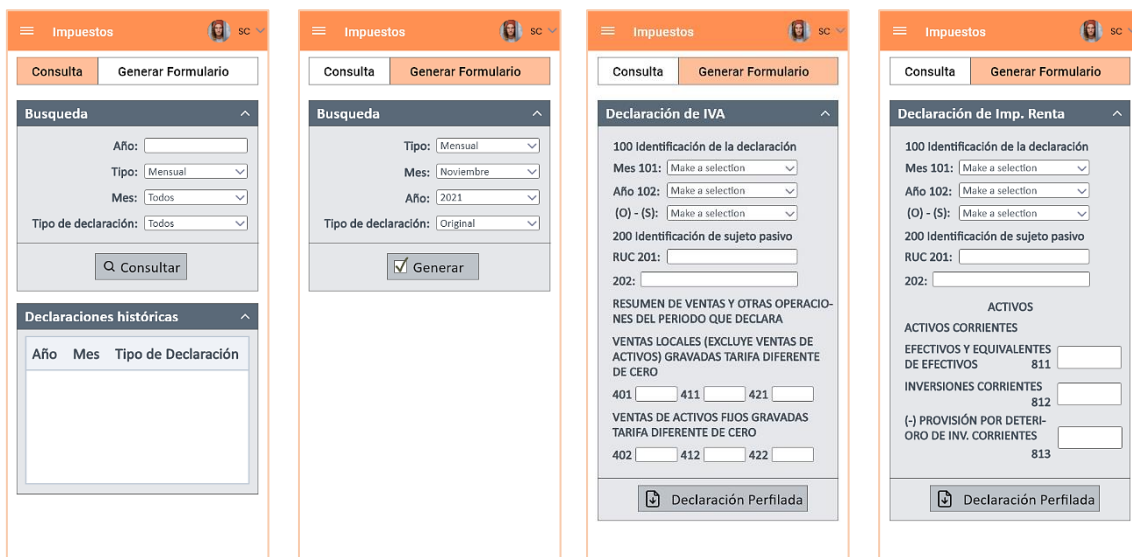 Impuestos
SC
Consulta
Generar Formulario
Busqueda
Año:
Tipo: Mensual
Mes: Todos
Tipo de declaración: Todos
Consultar
Declaraciones históricas
Año Mes Tipo de Declaración
Impuestos
SC
Consulta
Generar Formulario
Busqueda
Tipo: Mensual
Mes: Noviembre
Año: 2021
Tipo de declaración: Original
Generar
Impuestos
SC
Consulta
Generar Formulario
Declaración de IVA
100 Identificación de la declaración
Mes 101: Make a selection
Año 102: Make a selection
(O) - (S): Make a selection
200 Identificación de sujeto pasivo
RUC 201:
202:
RESUMEN DE VENTAS Y OTRAS OPERACIO-
NES DEL PERIODO QUE DECLARA
VENTAS LOCALES (EXCLUYE VENTAS DE
ACTIVOS) GRAVADAS TARIFA DIFERENTE
DE CERO
401 411 421
VENTAS DE ACTIVOS FIJOS GRAVADAS
TARIFA DIFERENTE DE CERO
402 412 422
Declaración Perfilada
Impuestos
SC
Consulta
Generar Formulario
Declaración de Imp. Renta
100 Identificación de la declaración
Mes 101: Make a selection
Año 102: Make a selection
(O) - (S): Make a selection
200 Identificación de sujeto pasivo
RUC 201:
202:
ACTIVOS
ACTIVOS CORRIENTES
EFECTIVOS Y EQUIVALENTES
DE EFECTIVOS 811
INVERSIONES CORRIENTES
812
(-) PROVISIÓN POR DETERI-
ORO DE INV. CORRIENTES
813
Declaración Perfilada